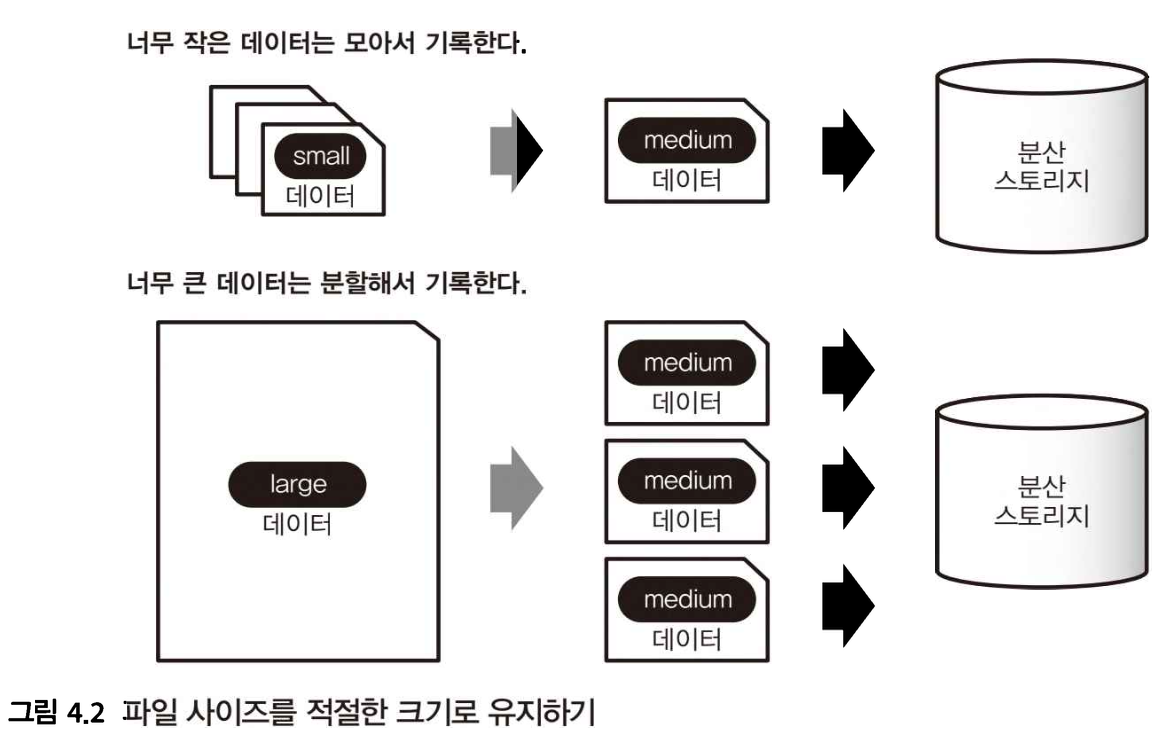 너무 작은 데이터는 모아서 기록한다.
small
데이터
medium
데이터
분산
스토리지
너무 큰 데이터는 분할해서 기록한다.
large
데이터
medium
데이터
medium
데이터
medium
데이터
분산
스토리지
그림 4.2 파일 사이즈를 적절한 크기로 유지하기